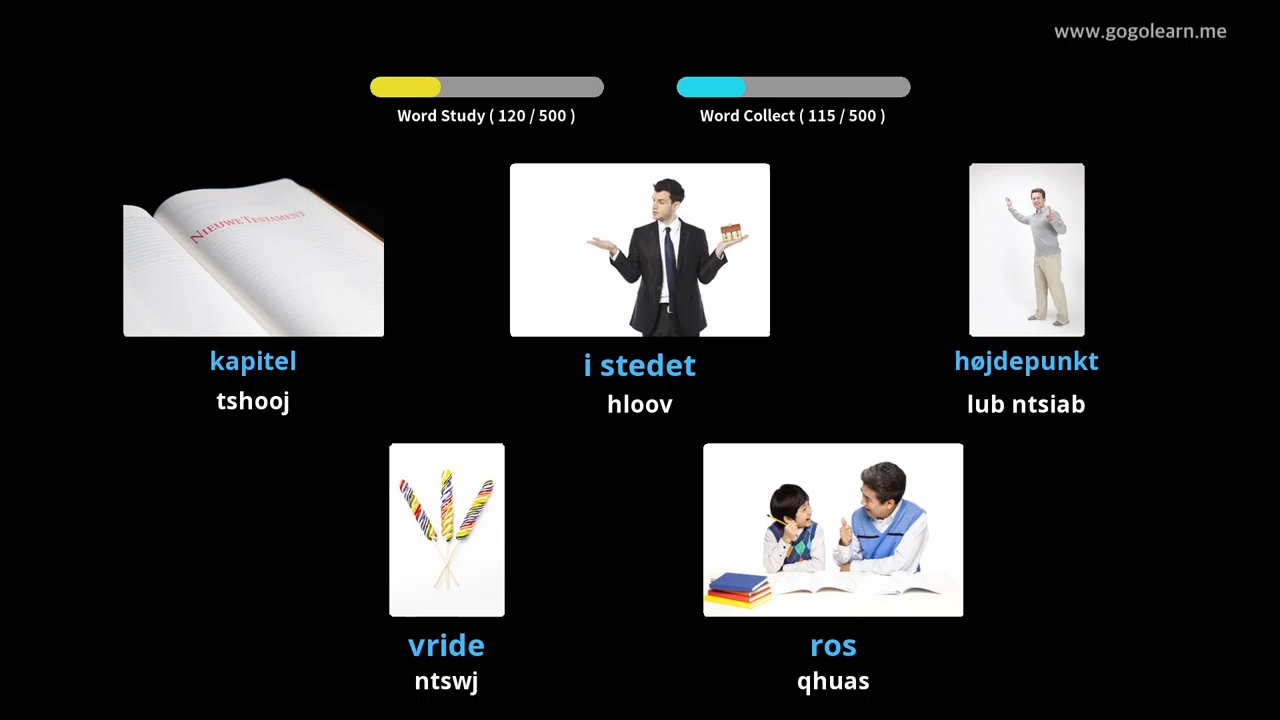 www.gogolearn.me
Word Study ( 120 / 500 )
Word Collect ( 115 / 500 )
NIEUWE TESTAMENT
kapitel
i stedet
højdepunkt
tshooj
hloov
lub ntsiab
vride
ros
ntswj
qhuas